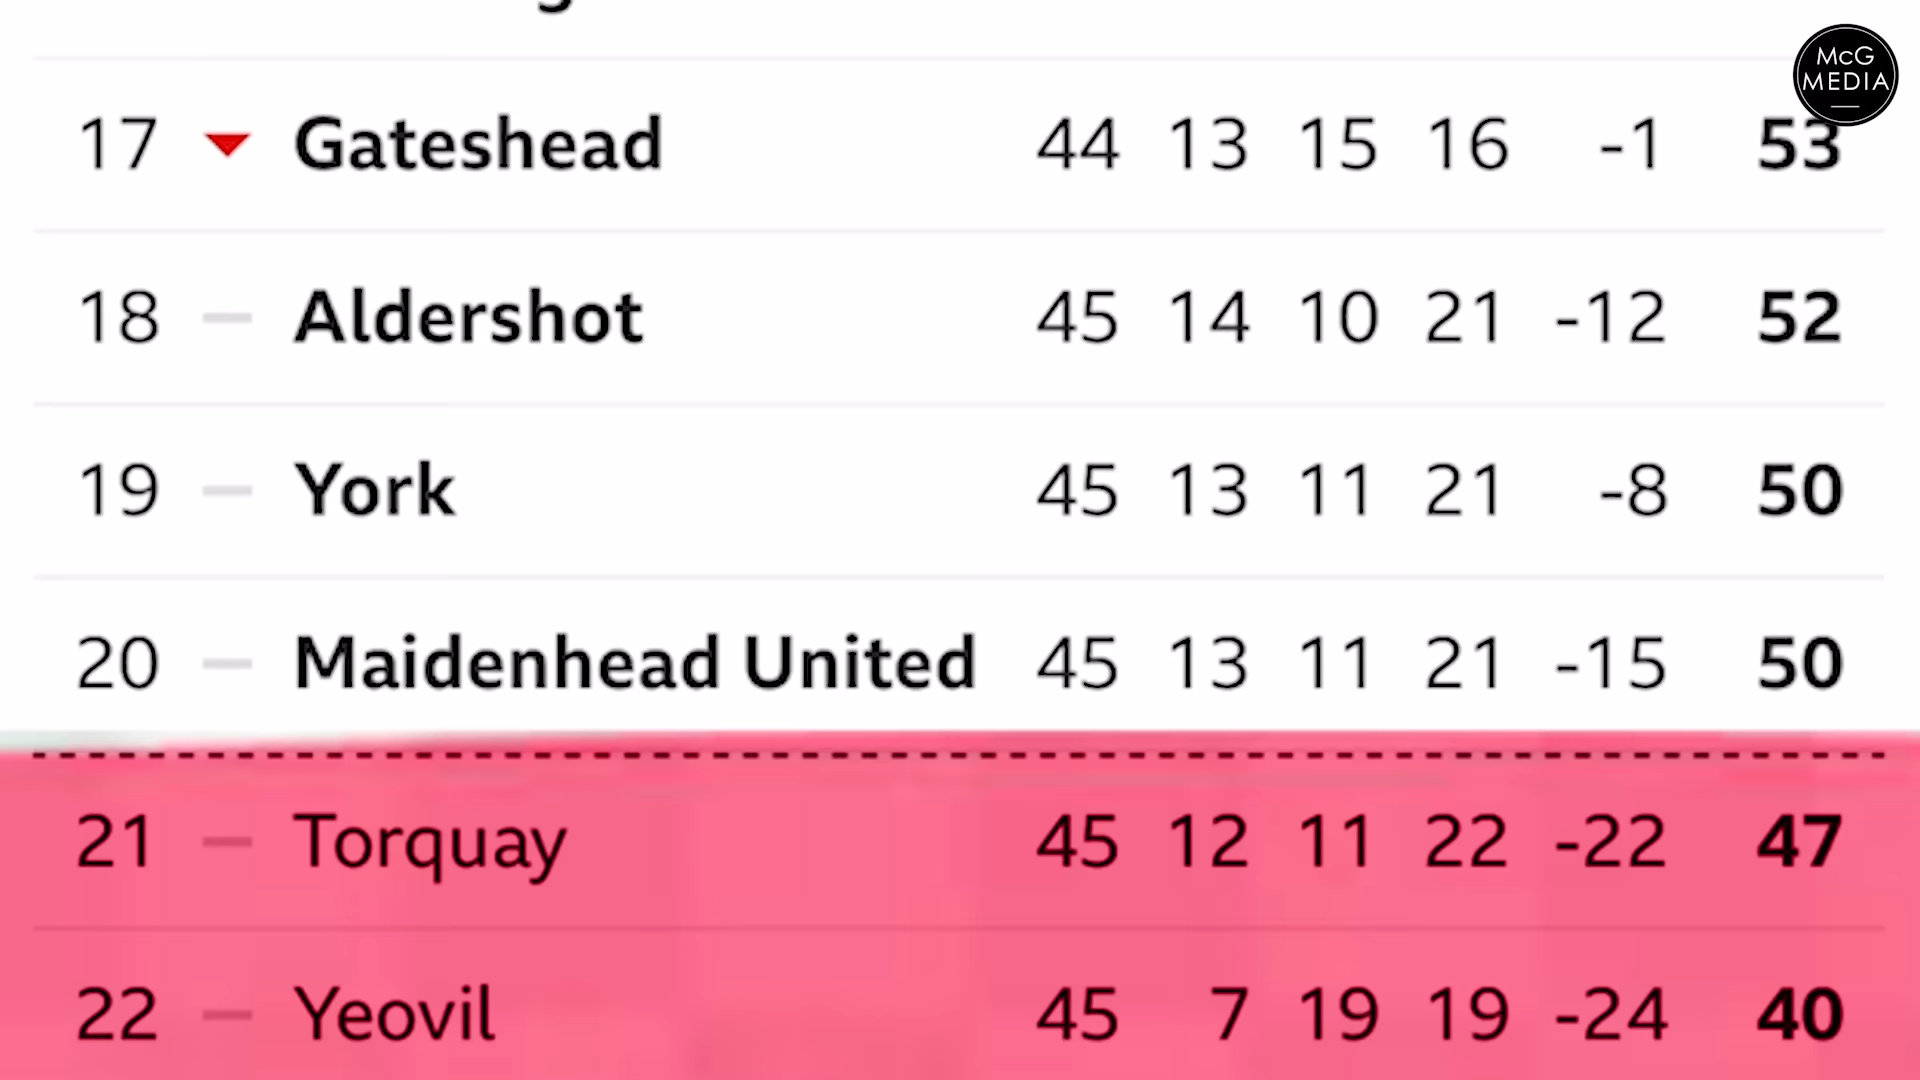 McG
MEDIA
17 Gateshead 44 13 15 16 -1 53
18 Aldershot 45 14 10 21 -12 52
19 York 45 13 11 21 -8 50
20 Maidenhead United 45 13 11 21 -15 50
21 Torquay 45 12 11 22 -22 47
22 Yeovil 45 7 19 19 -24 40